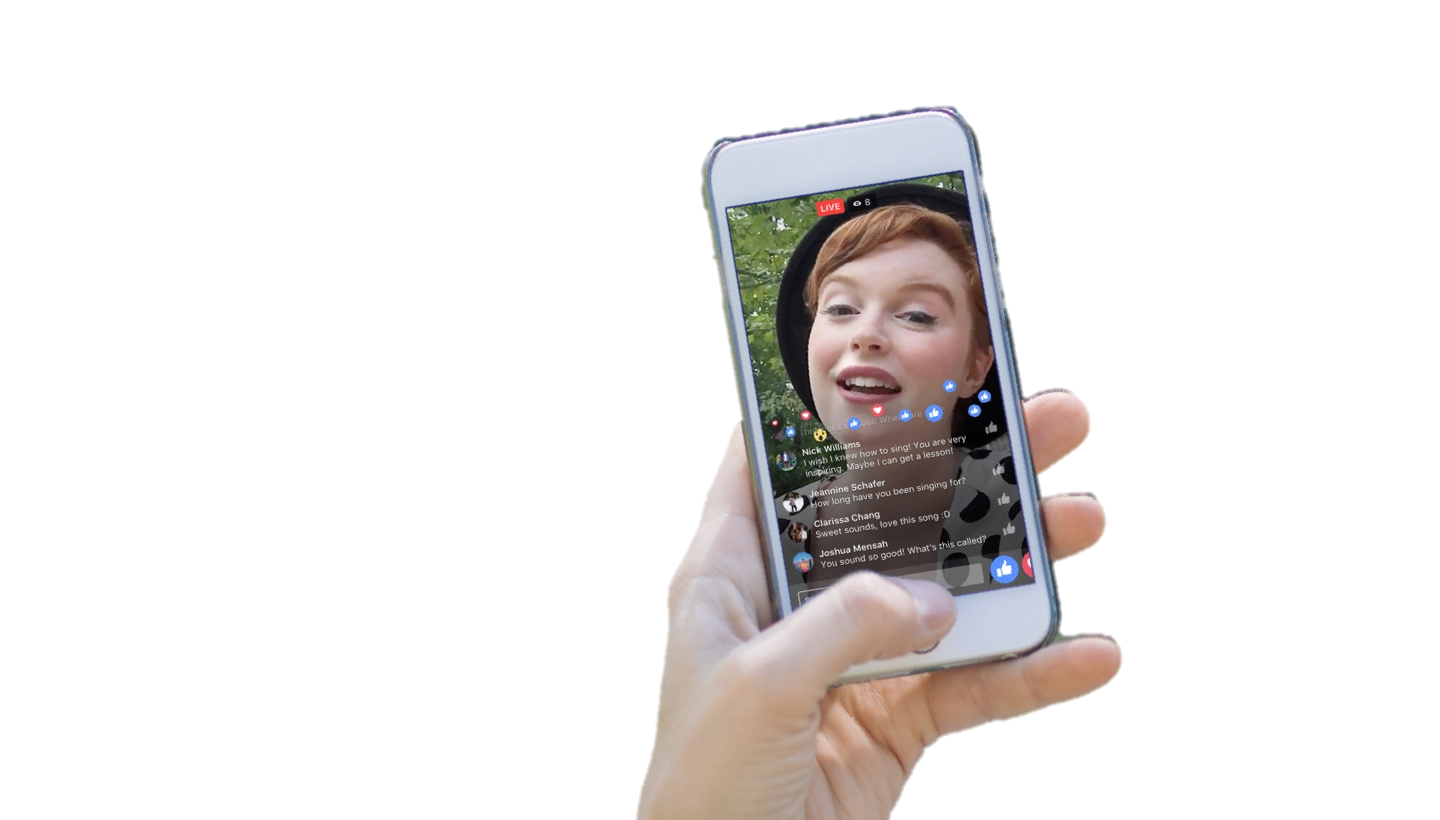 LIVE 8
Nick Williams
I wish I knew how to sing! You are very
inspiring. Maybe I can get a lesson!
Jeannine Schafer
How long have you been singing for?
Clarissa Chang
Sweet sounds, love this song :D
Joshua Mensah
You sound so good! What's this called?